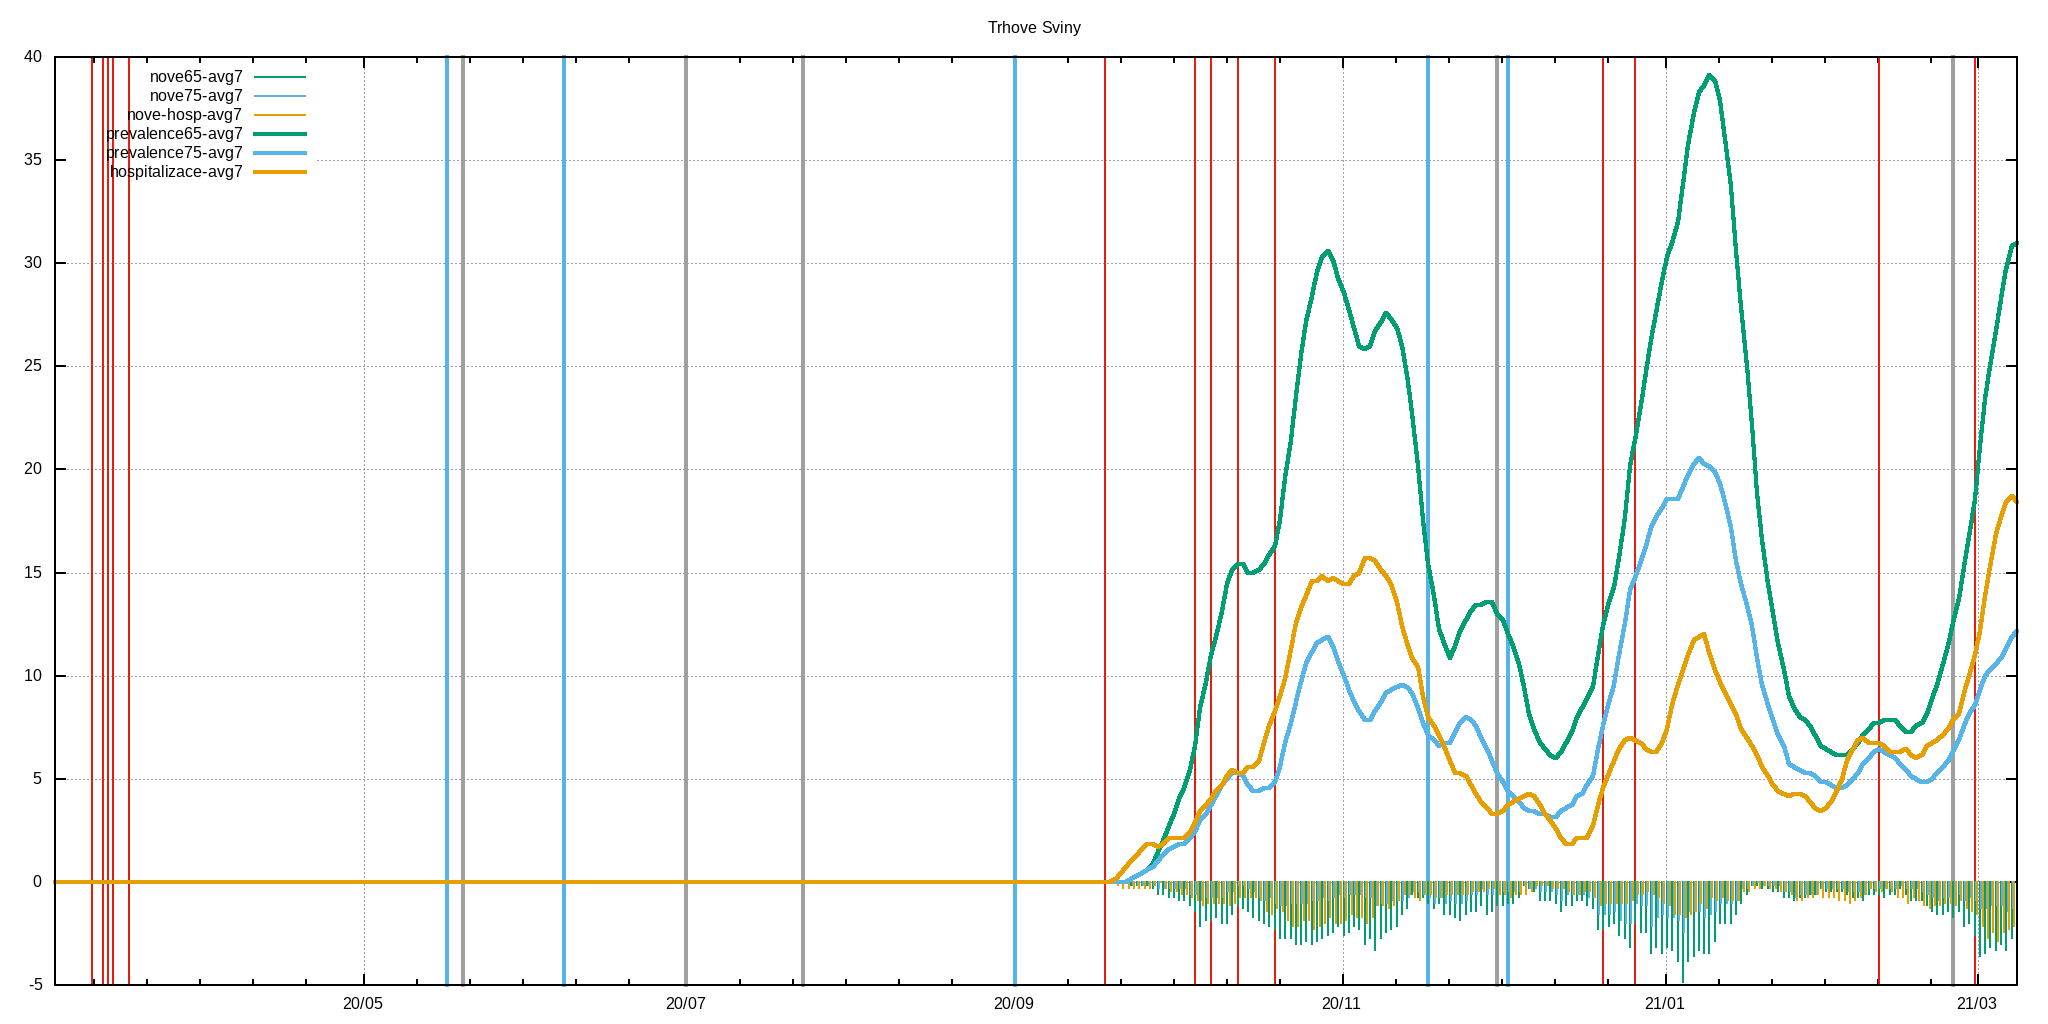 Trhove Sviny
40
35
30
25
20
15
10
5
0
-5
nove65-avg7
nove75-avg7
nove-hosp-avg7
prevalence65-avg7
prevalence75-avg7
hospitalizace-avg7
20/05 20/07 20/09 20/11 21/01 21/03